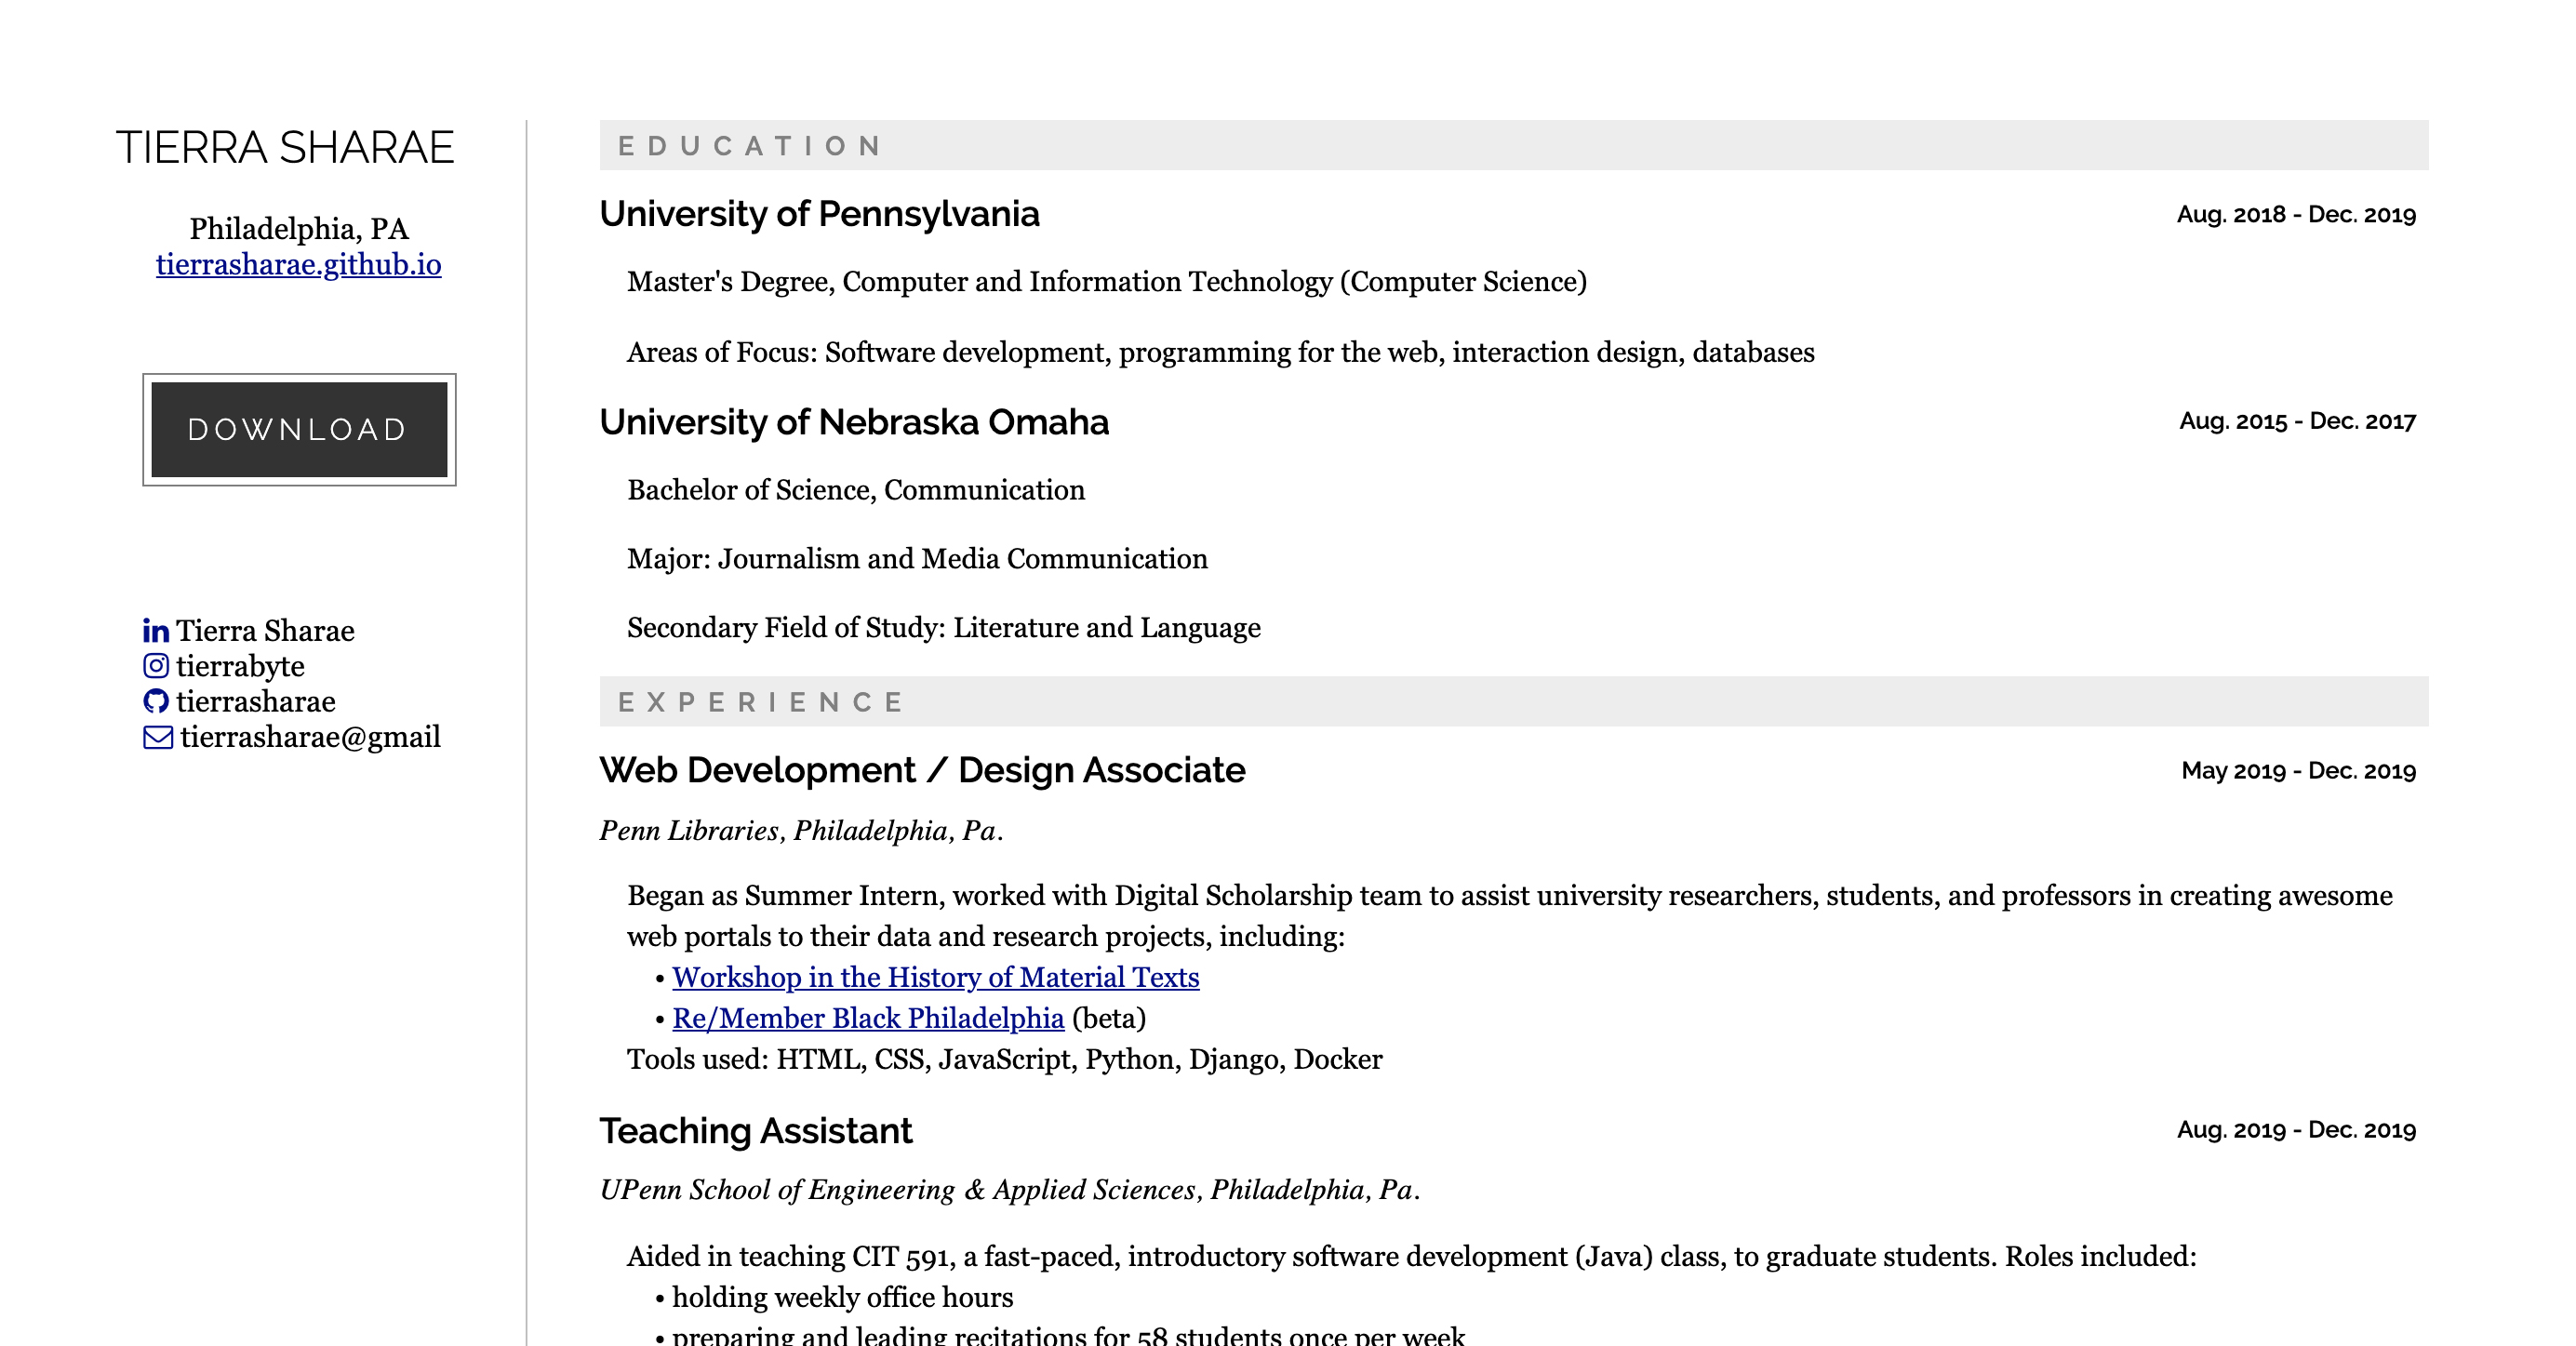 TIERRA SHARAE
Philadelphia, PA
tierrasharae.github.io
DOWNLOAD
Tierra Sharae
tierrabyte
tierrasharae
tierrasharae@gmail
EDUCATION
University of Pennsylvania Aug. 2018 - Dec. 2019
Master's Degree, Computer and Information Technology (Computer Science)
Areas of Focus: Software development, programming for the web, interaction design, databases
University of Nebraska Omaha Aug. 2015 - Dec. 2017
Bachelor of Science, Communication
Major: Journalism and Media Communication
Secondary Field of Study: Literature and Language
EXPERIENCE
Web Development / Design Associate May 2019 - Dec. 2019
Penn Libraries, Philadelphia, Pa.
Began as Summer Intern, worked with Digital Scholarship team to assist university researchers, students, and professors in creating awesome
web portals to their data and research projects, including:
• Workshop in the History of Material Texts
• Re/Member Black Philadelphia (beta)
Tools used: HTML, CSS, JavaScript, Python, Django, Docker
Teaching Assistant Aug. 2019 - Dec. 2019
UPenn School of Engineering & Applied Sciences, Philadelphia, Pa.
Aided in teaching CIT 591, a fast-paced, introductory software development (Java) class, to graduate students. Roles included:
• holding weekly office hours
• preparing and leading recitations for 58 students once per week